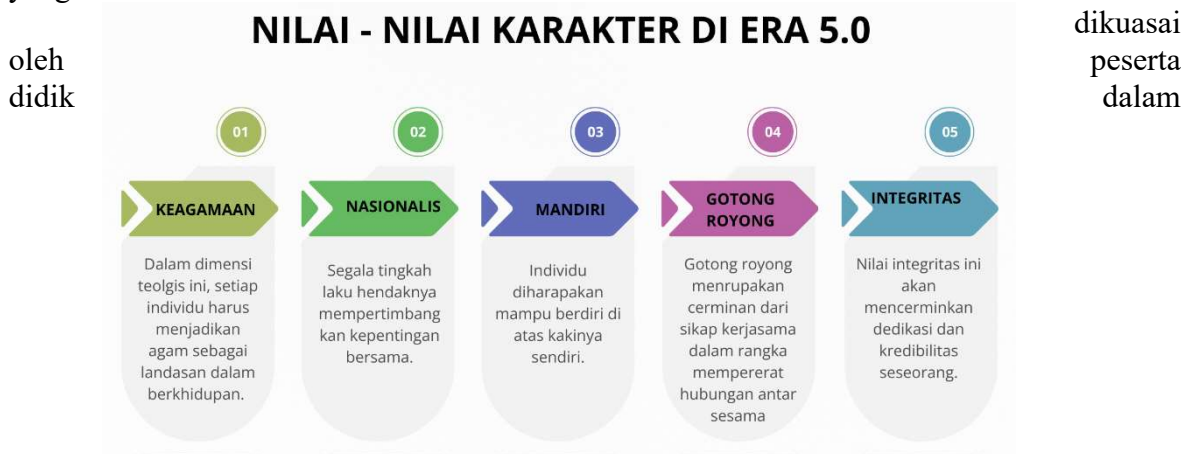 NILAI - NILAI KARAKTER DI ERA 5.0
dikuasai
oleh
peserta
didik
dalam
01
02
03
04
05
KEAGAMAAN
NASIONALIS
MANDIRI
GOTONG
ROYONG
INTEGRITAS
Dalam dimensi
teolgis ini, setiap
individu harus
menjadikan
agam sebagai
landasan dalam
berkhidupan.
Segala tingkah
laku hendaknya
mempertimbang
kan kepentingan
bersama.
Individu
diharapakan
mampu berdiri di
atas kakinya
sendiri.
Gotong royong
menrupakan
cerminan dari
sikap kerjasama
dalam rangka
mempererat
hubungan antar
sesama
Nilai integritas ini
akan
mencerminkan
dedikasi dan
kredibilitas
seseorang.